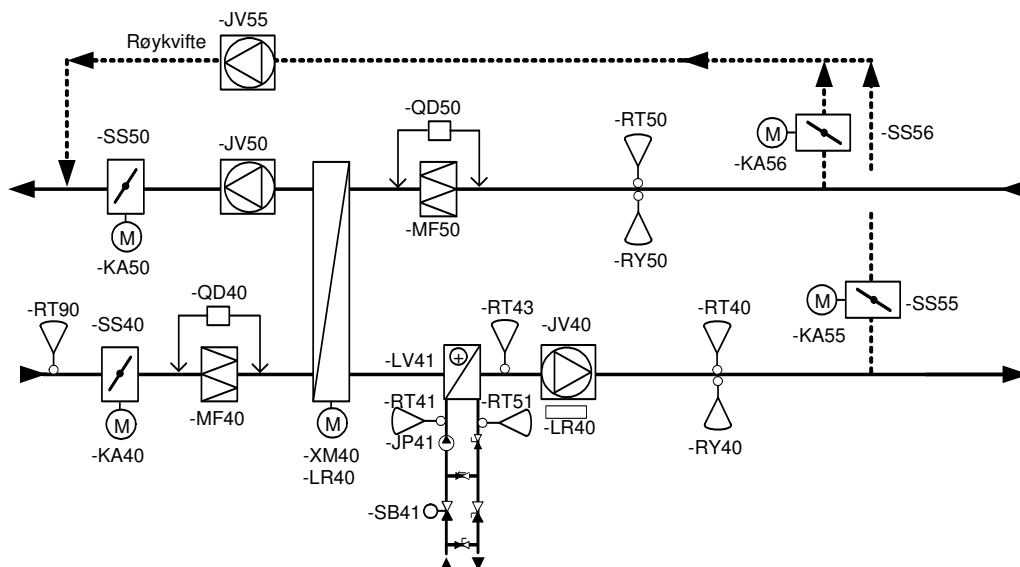 -JV55
Røykvifte
-QD50
-RT50
M
-KA56
-SS56
-SS50
-JV50
M
-KA50
-MF50
-RY50
-RT90
-SS40
-QD40
-RT43
-JV40
-RT40
M
-KA55
-SS55
-LV41
+
-MF40
M
-KA40
M
-XM40
-LR40
-RT41
-RT51
-LR40
-JP41
-RY40
-SB41